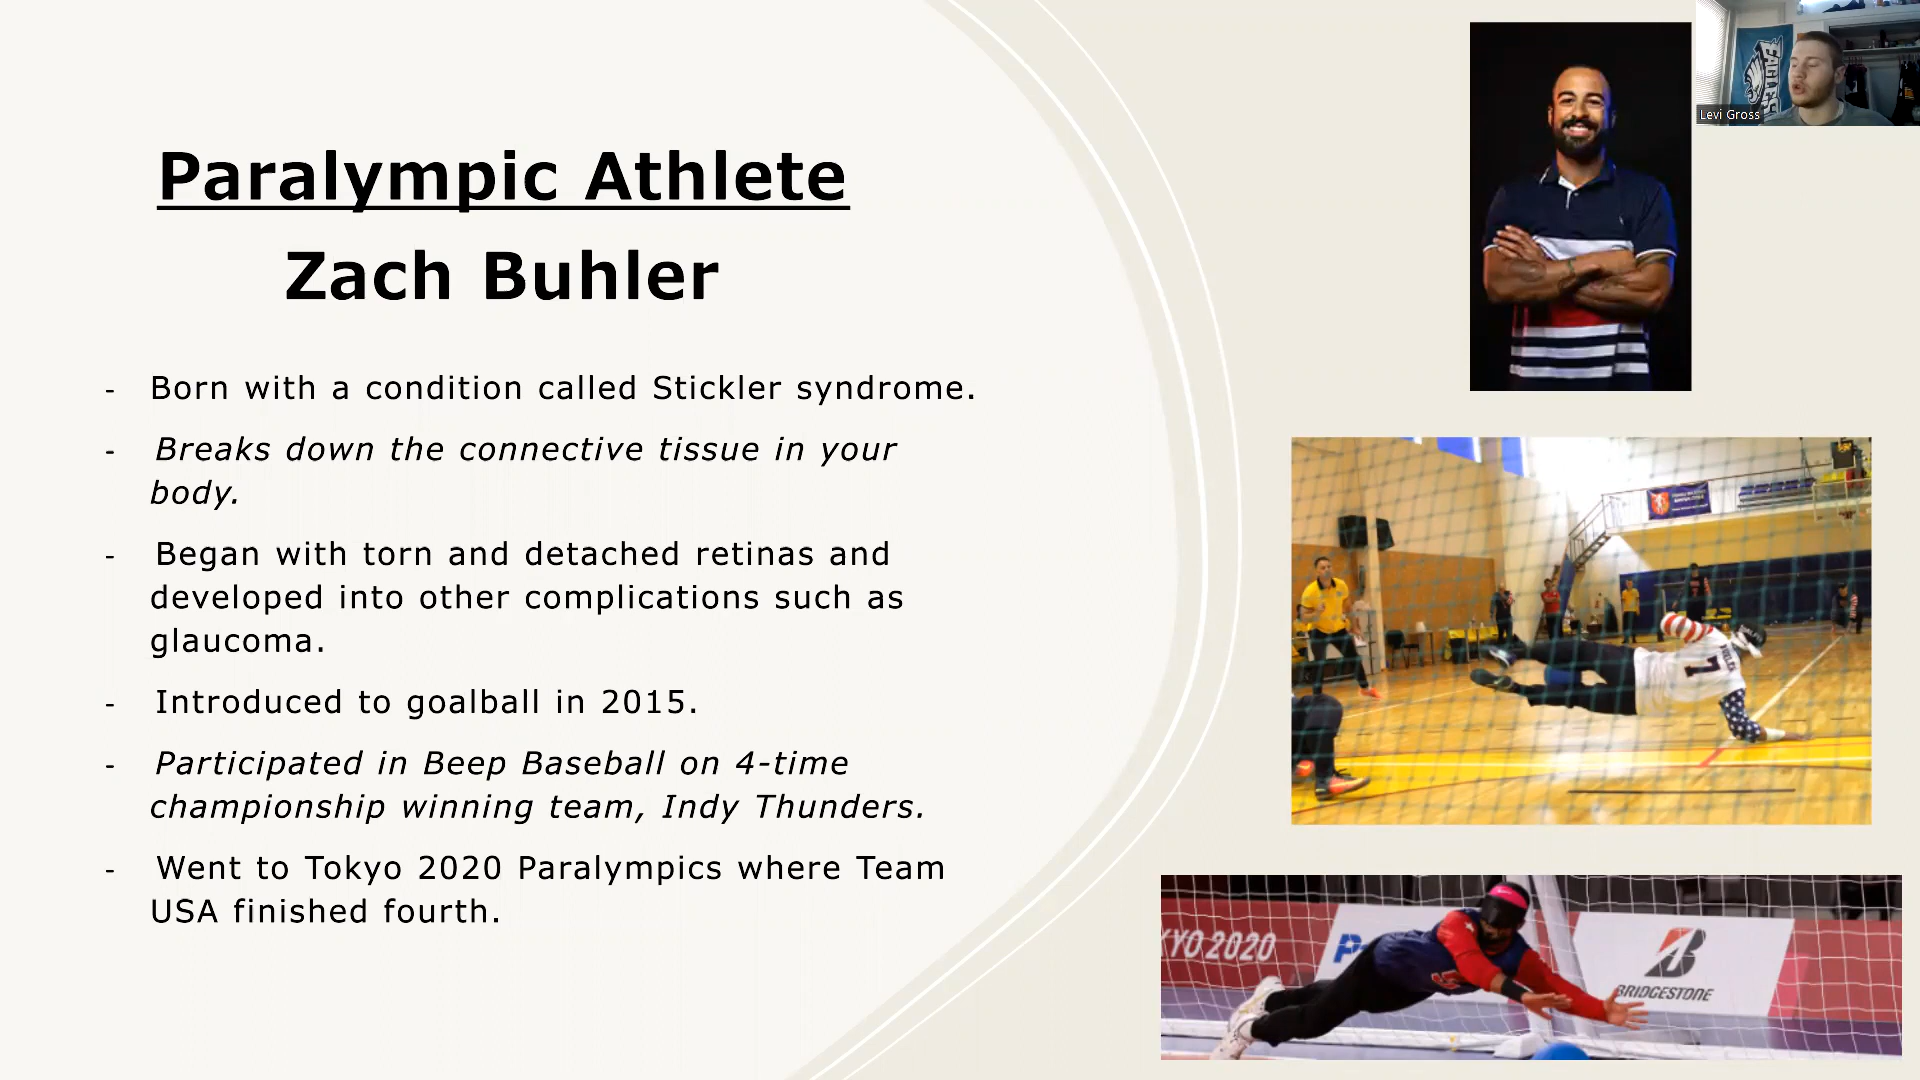 Paralympic Athlete
Zach Buhler
- Born with a condition called Stickler syndrome.
- Breaks down the connective tissue in your
body.
- Began with torn and detached retinas and
developed into other complications such as
glaucoma.
- Introduced to goalball in 2015.
- Participated in Beep Baseball on 4-time
championship winning team, Indy Thunders.
- Went to Tokyo 2020 Paralympics where Team
USA finished fourth.
EAGLES
Levi Gross
7
KYO 2020
BRIDGESTONE